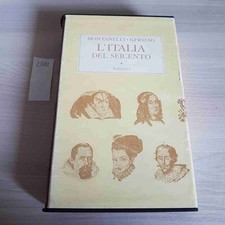 MONTANELLI · GERVASO
L'ITALIA
DEL SEICENTO